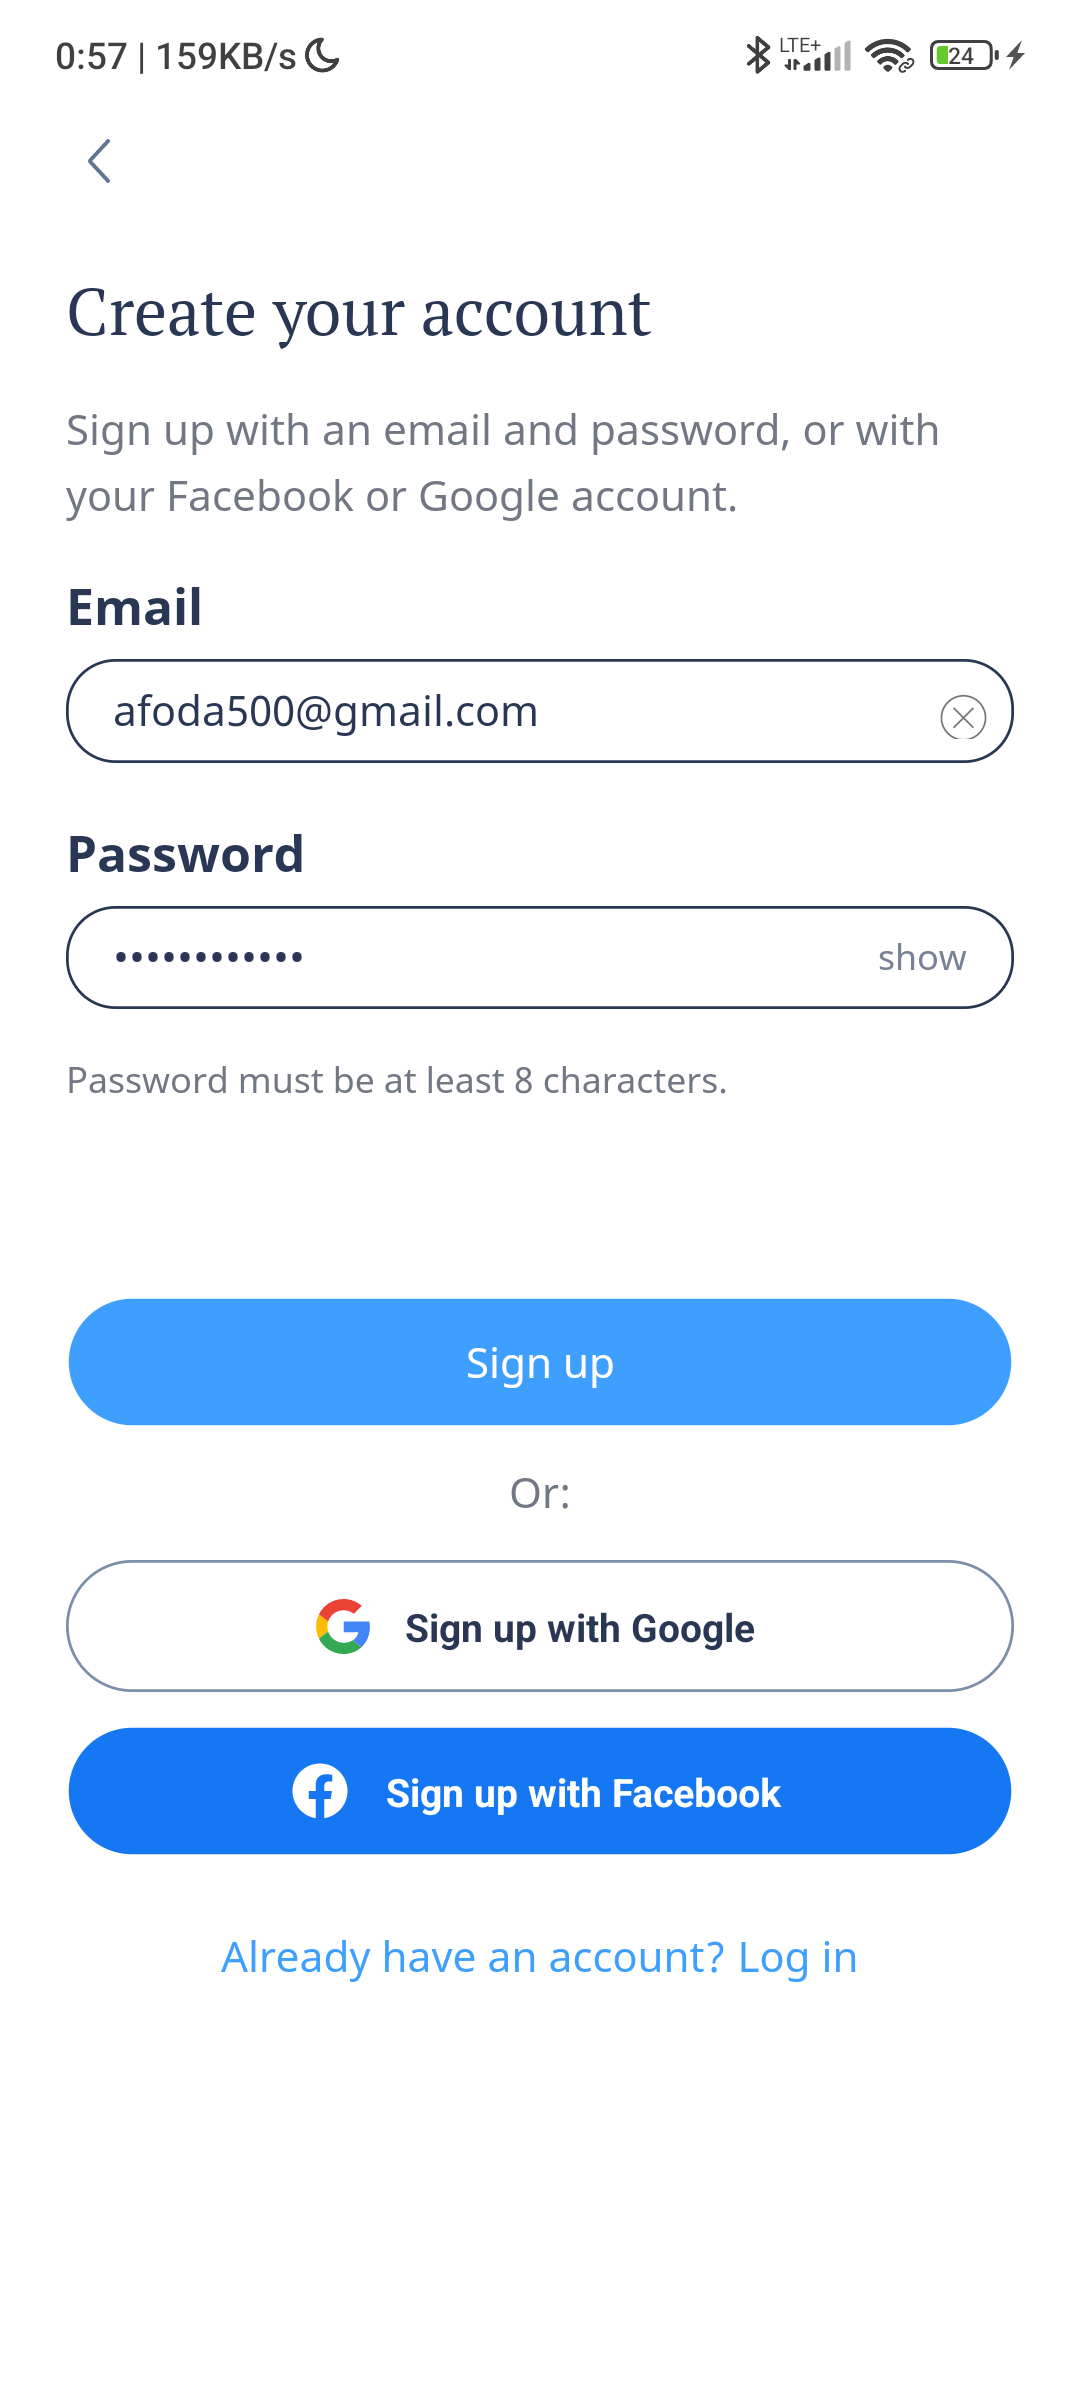 0:57 | 159KB/s
LTE+
24
Create your account
Sign up with an email and password, or with
your Facebook or Google account.
Email
afoda500@gmail.com
Password
••••••••••••
show
Password must be at least 8 characters.
Sign up
Or:
Sign up with Google
Sign up with Facebook
Already have an account? Log in